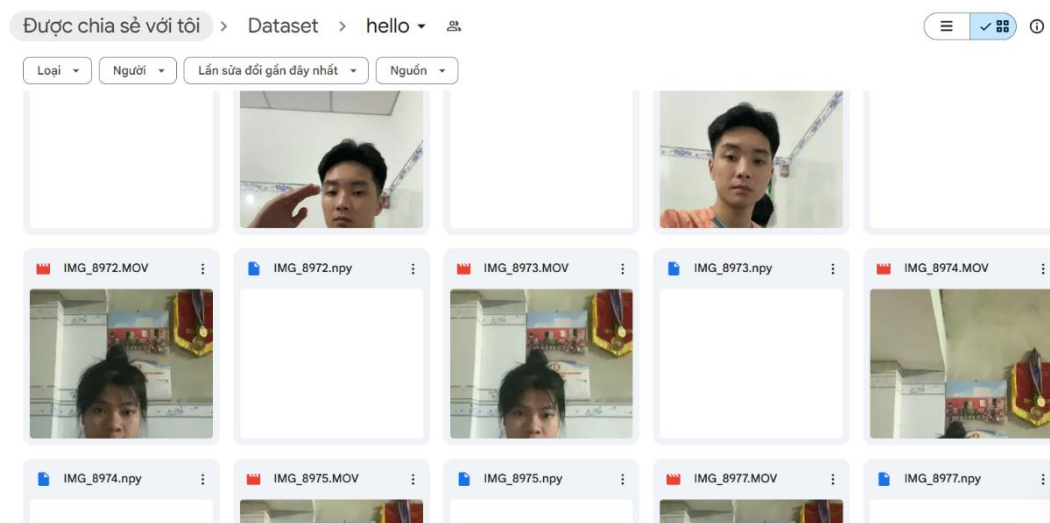 Được chia sẻ với tôi > Dataset > hello
Loại Người Lần sửa đổi gần đây nhất Nguồn
IMG_8972.MOV IMG_8972.npy IMG_8973.MOV IMG_8973.npy IMG_8974.MOV
IMG_8974.npy IMG_8975.MOV IMG_8975.npy IMG_8977.MOV IMG_8977.npy